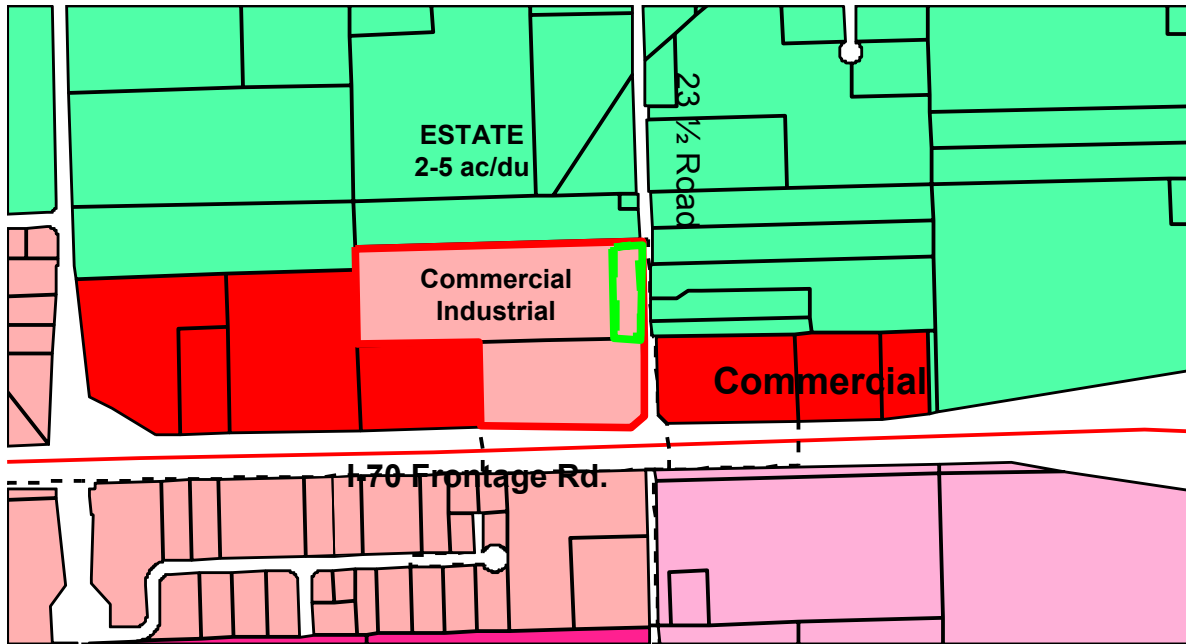 23 ½ Road
ESTATE
2-5 ac/du
Commercial
Industrial
Commercial
I-70 Frontage Rd.